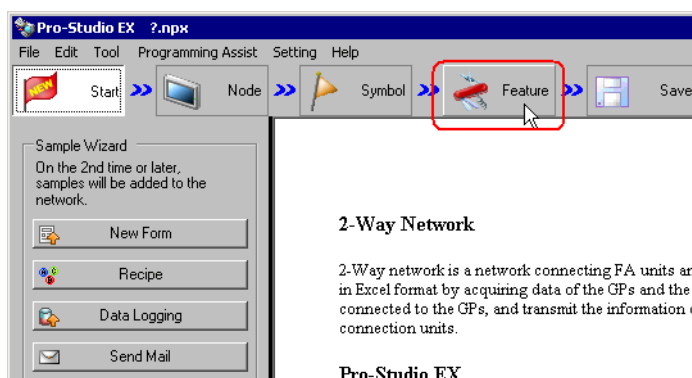 Pro-Studio EX ?.npx
File Edit Tool Programming Assist Setting Help
NEW Start Node Symbol Feature Save
Sample Wizard
On the 2nd time or later,
samples will be added to the
network.
New Form
Recipe
Data Logging
Send Mail
2-Way Network
2-Way network is a network connecting FA units
in Excel format by acquiring data of the GPs and the
connected to the GPs, and transmit the information
connection units.
Pro-Studio EX